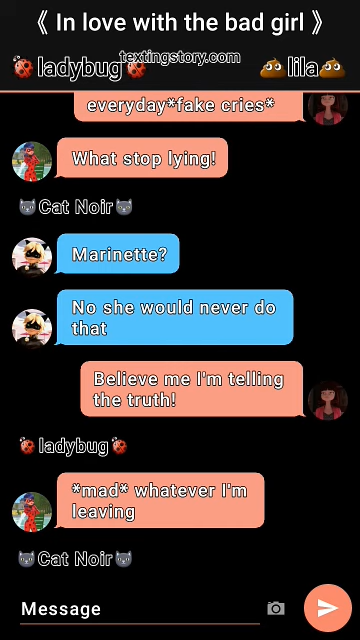 《 In love with the bad girl 》
textingstory.com
🐞ladybug🐞 💩lila💩
everyday*fake cries*
What stop lying!
🐱Cat Noir🐱
Marinette?
No she would never do
that
Believe me I'm telling
the truth!
🐞ladybug🐞
*mad* whatever I'm
leaving
🐱Cat Noir🐱
Message